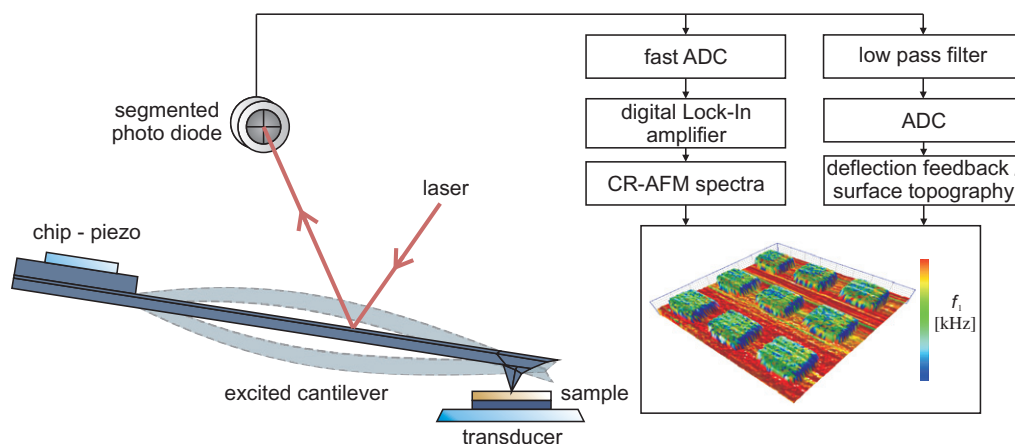 fast ADC
low pass filter
segmented
photo diode
digital Lock-In
amplifier
ADC
laser
CR-AFM spectra
deflection feedback /
surface topography
chip - piezo
f₁
[kHz]
excited cantilever
sample
transducer